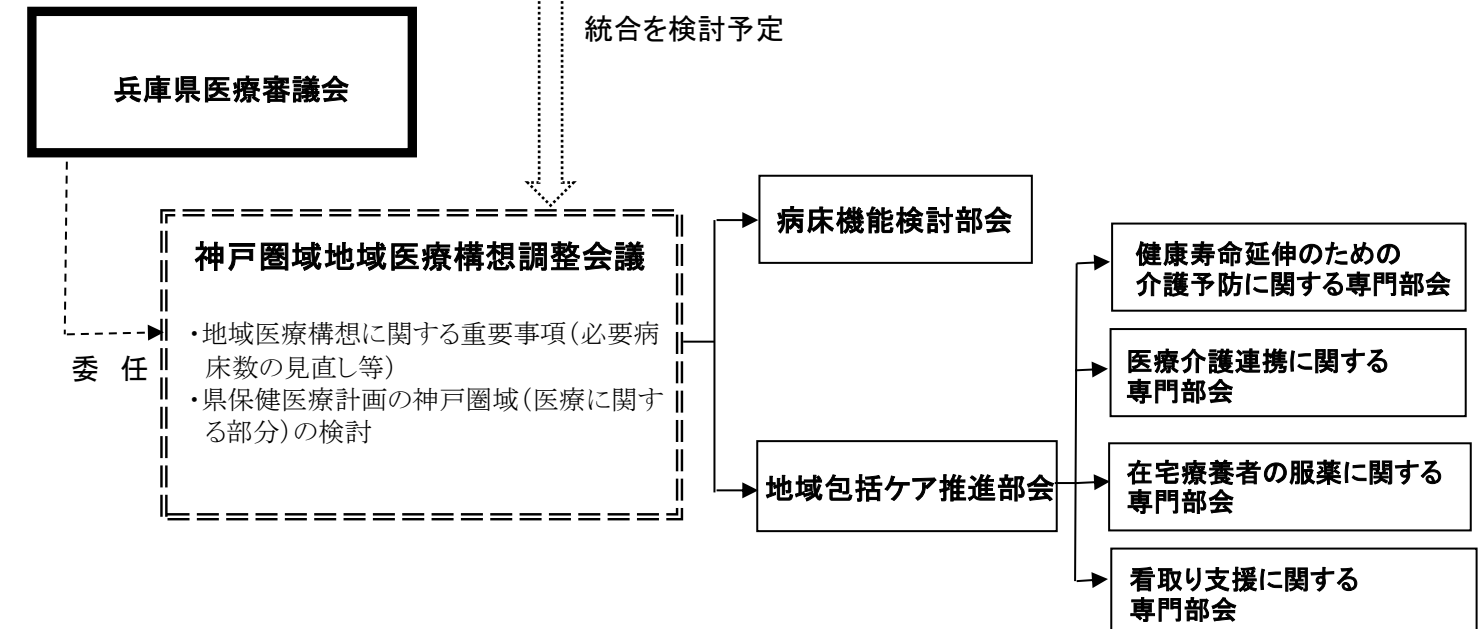 統合を検討予定
兵庫県医療審議会
委 任
神戸圏域地域医療構想調整会議
・地域医療構想に関する重要事項（必要病
床数の見直し等）
・県保健医療計画の神戸圏域（医療に関す
る部分）の検討
病床機能検討部会
地域包括ケア推進部会
健康寿命延伸のための
介護予防に関する専門部会
医療介護連携に関する
専門部会
在宅療養者の服薬に関する
専門部会
看取り支援に関する
専門部会